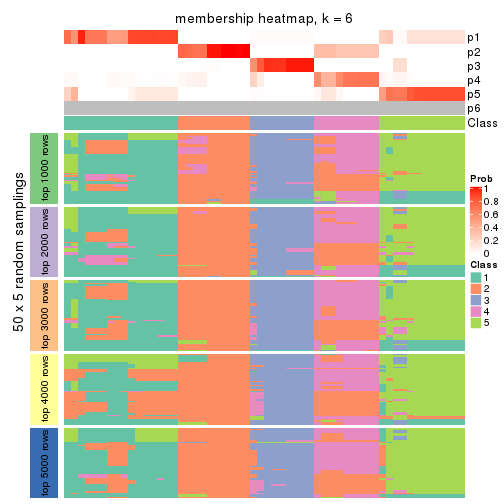 membership heatmap, k = 6
p1
p2
p3
p4
p5
p6
Class
50 x 5 random samplings
top 1000 rows
top 2000 rows
top 3000 rows
top 4000 rows
top 5000 rows
Prob
1
0.8
0.6
0.4
0.2
0
Class
1
2
3
4
5